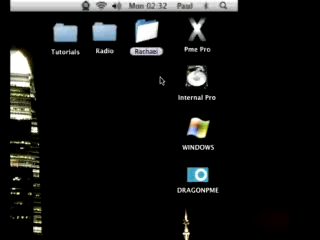 Mon 02:32 Paul
Tutorials
Radio
Rachael
Pme Pro
Internal Pro
WINDOWS
DRAGONPME